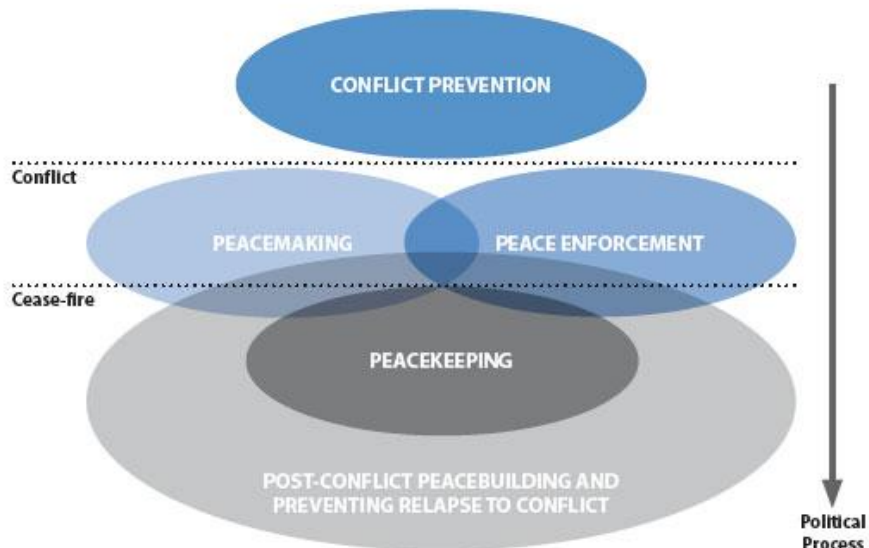 CONFLICT PREVENTION
Conflict
PEACEMAKING
PEACE ENFORCEMENT
Cease-fire
PEACEKEEPING
POST-CONFLICT PEACEBUILDING AND
PREVENTING RELAPSE TO CONFLICT
Political
Process